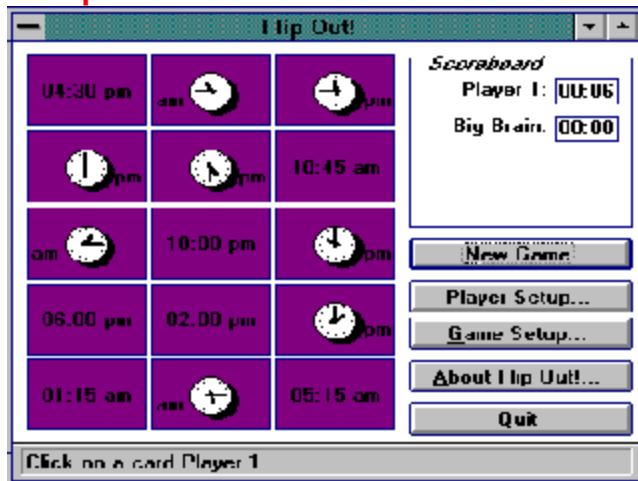 Flip Out!
04:30 pm
am
pm
pm
pm
10:45 am
am
10:00 pm
pm
06:00 pm
02:00 pm
pm
01:15 am
am
05:15 am
Scoreboard
Player 1: 00:06
Big Brain: 00:00
New Game
Player Setup...
Game Setup...
About Flip Out!...
Quit
Click on a card Player 1